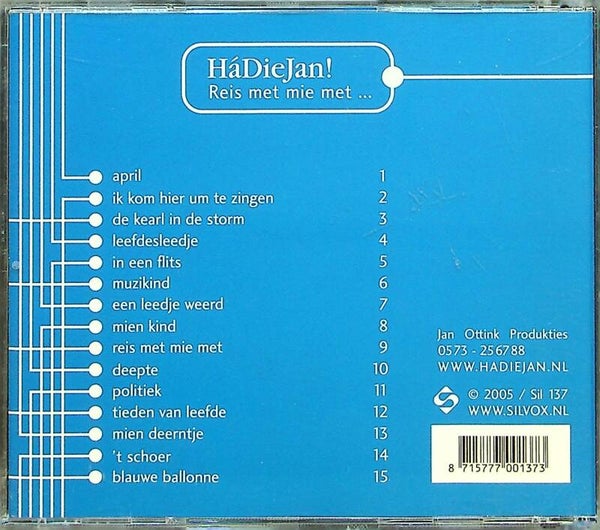 HáDieJan!
Reis met mie met ...
april 1
ik kom hier um te zingen 2
de kearl in de storm 3
leefdesleedje 4
in een flits 5
muzikind 6
een leedje weerd 7
mien kind 8
reis met mie met 9
deepte 10
politiek 11
tieden van leefde 12
mien deerntje 13
't schoer 14
blauwe ballonne 15
Jan Ottink Produkties
0573 - 256788
WWW.HADIEJAN.NL
© 2005 / Sil 137
WWW.SILVOX.NL
8 715777 001373